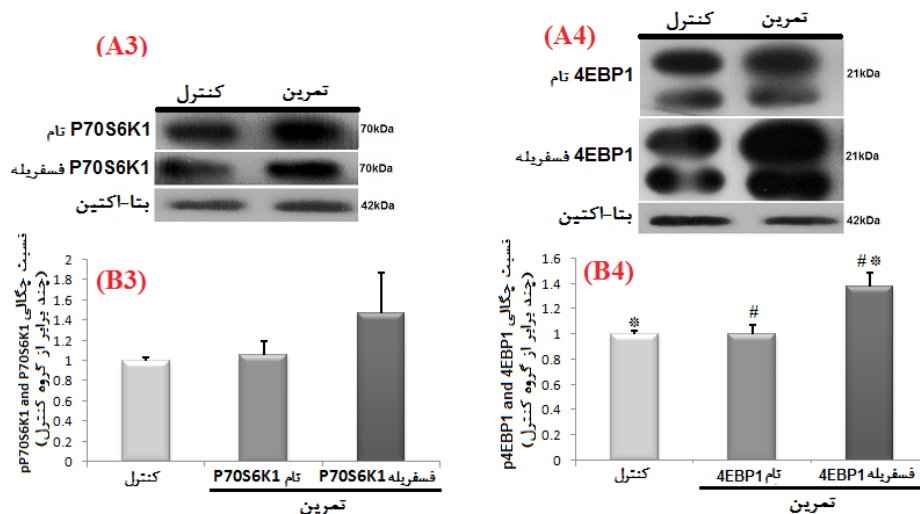 (A3)
کنترل تمرین
P70S6K1 تام
70kDa
P70S6K1 فسفریله
70kDa
بتا-اکتین
42kDa
(B3)
نسبت چگالی pP70S6K1 and P70S6K1
(چند برابر از گروه کنترل)
2
1.8
1.6
1.4
1.2
1
0.8
0.6
0.4
0.2
0
کنترل
P70S6K1 تام
P70S6K1 فسفریله
تمرین
(A4)
کنترل تمرین
4EBP1 تام
21kDa
4EBP1 فسفریله
21kDa
بتا-اکتین
42kDa
(B4)
نسبت چگالی p4EBP1 and 4EBP1
(چند برابر از گروه کنترل)
1.6
1.4
1.2
1
0.8
0.6
0.4
0.2
0
※
#
# ※
کنترل
4EBP1 تام
4EBP1 فسفریله
تمرین